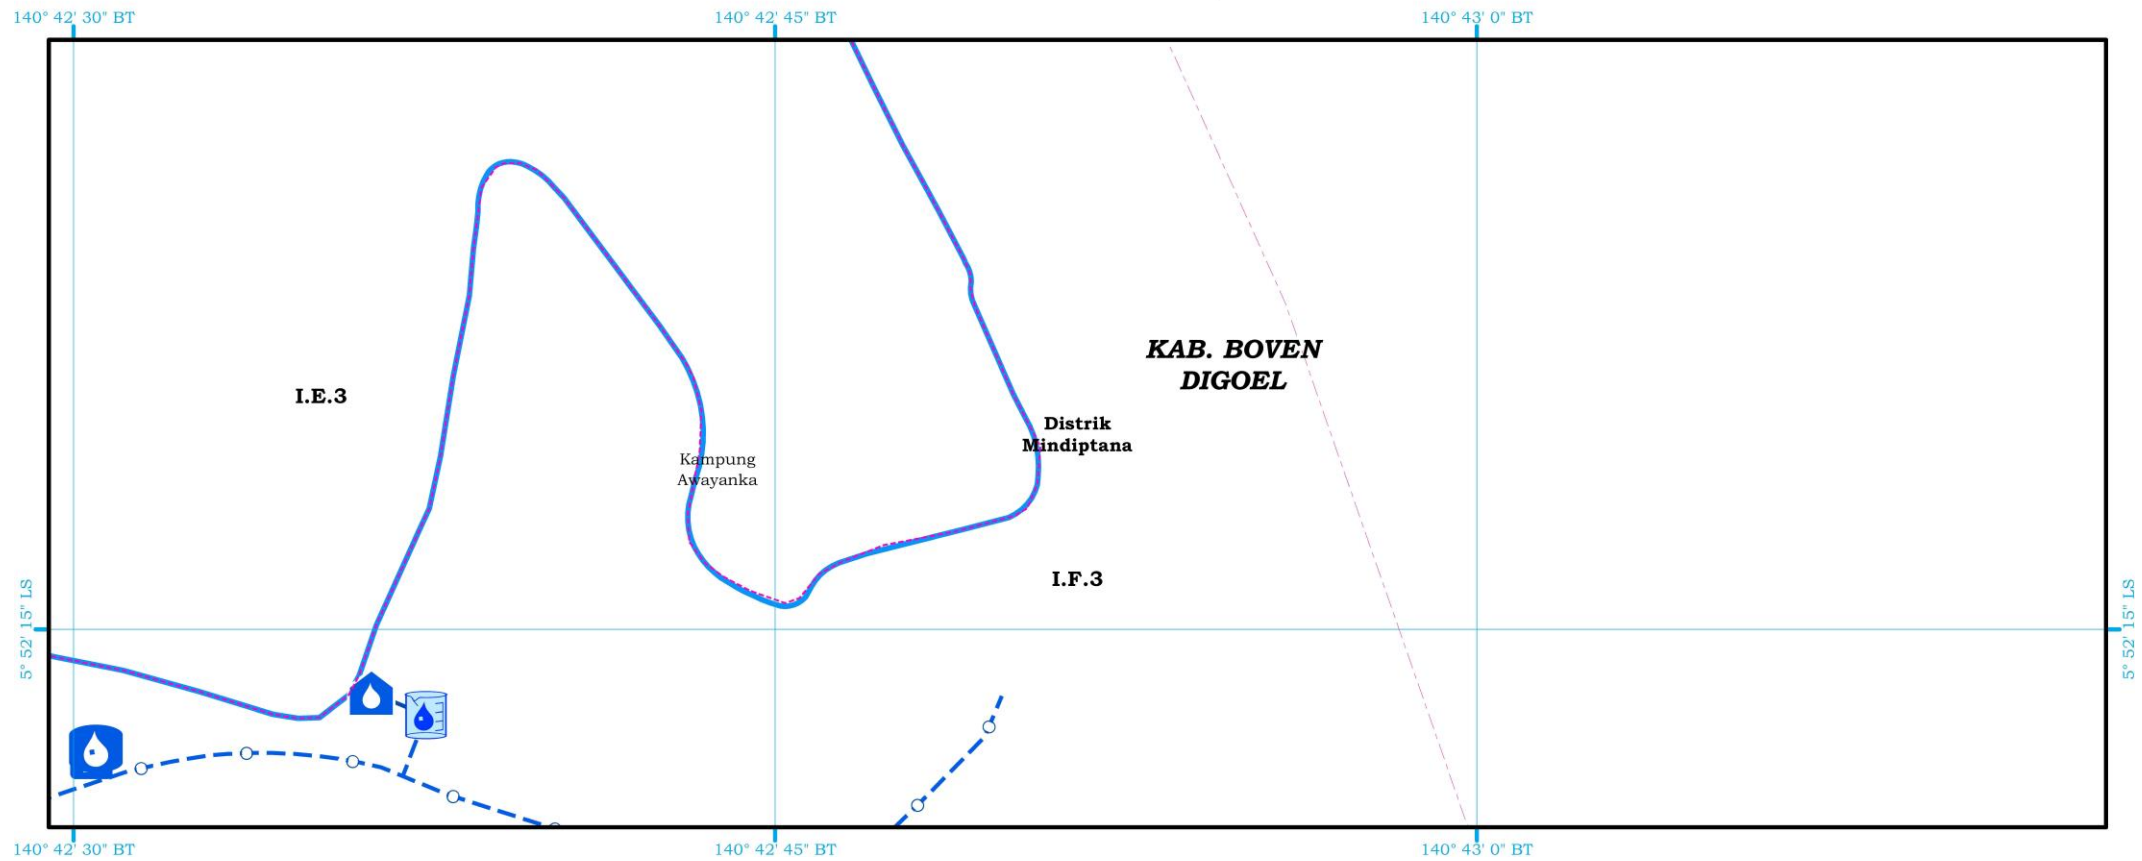 140° 42' 30" BT
140° 42' 45" BT
140° 43' 0" BT
KAB. BOVEN
DIGOEL
I.E.3
Distrik
Mindiptana
Kampung
Awayanka
I.F.3
5° 52' 15" LS
5° 52' 15" LS
140° 42' 30" BT
140° 42' 45" BT
140° 43' 0" BT